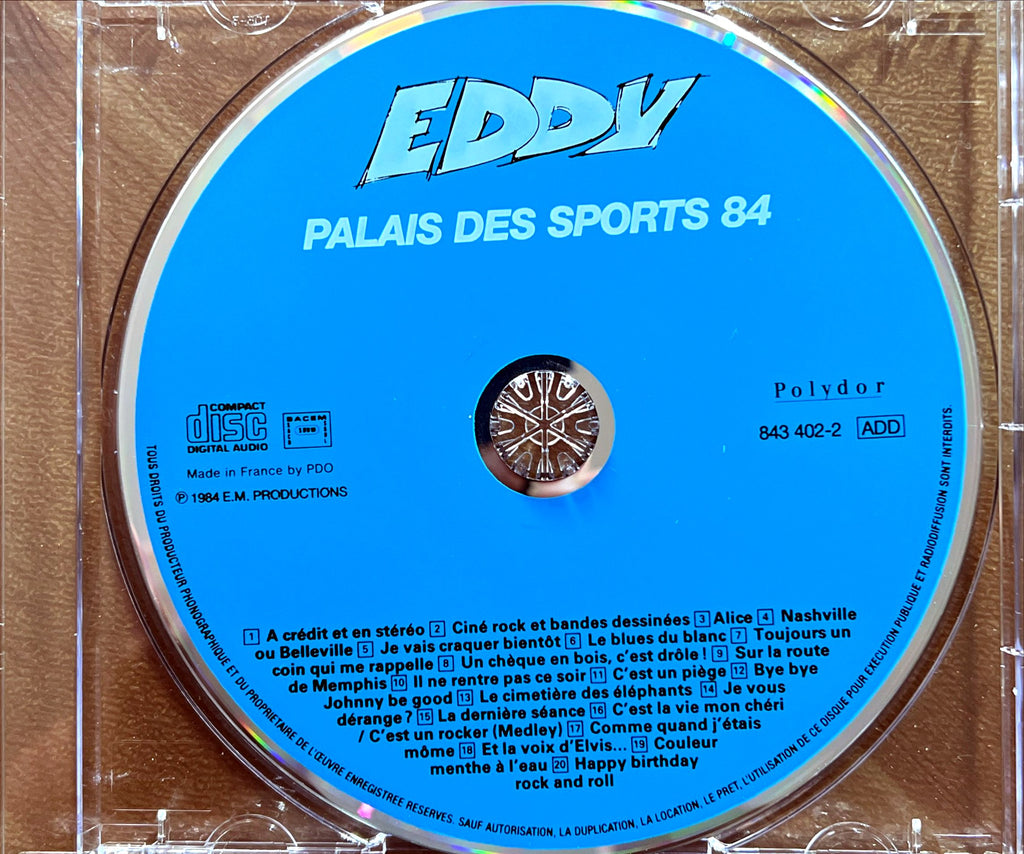 EDDY
PALAIS DES SPORTS 84
COMPACT
disc
DIGITAL AUDIO
SACEM
Made in France by PDO
℗ 1984 E.M. PRODUCTIONS
Polydor
843 402-2 ADD
1 A crédit et en stéréo 2 Ciné rock et bandes dessinées 3 Alice 4 Nashville
ou Belleville 5 Je vais craquer bientôt 6 Le blues du blanc 7 Toujours un
coin qui me rappelle 8 Un chèque en bois, c'est drôle ! 9 Sur la route
de Memphis 10 Il ne rentre pas ce soir 11 C'est un piège 12 Bye bye
Johnny be good 13 Le cimetière des éléphants 14 Je vous
dérange ? 15 La dernière séance 16 C'est la vie mon chéri
/ C'est un rocker (Medley) 17 Comme quand j'étais
môme 18 Et la voix d'Elvis... 19 Couleur
menthe à l'eau 20 Happy birthday
rock and roll
TOUS DROITS DU PRODUCTEUR PHONOGRAPHIQUE ET DU PROPRIETAIRE DE L'ŒUVRE ENREGISTREE RESERVES. SAUF AUTORISATION, LA DUPLICATION, LA LOCATION, LE PRET, L'UTILISATION DE CE DISQUE POUR EXECUTION PUBLIQUE ET RADIODIFFUSION SONT INTERDITS.